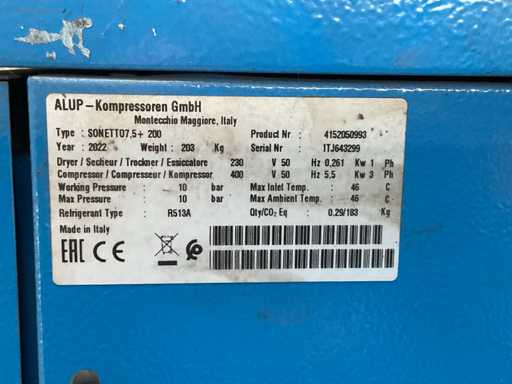 ALUP-Kompressoren GmbH
Montecchio Maggiore, Italy
Type : SONETTO7,5+ 200 Product Nr : 4152050993
Year : 2022 Weight : 203 Kg Serial Nr : ITJ643299
Dryer / Secheur / Trockner / Essiccatore 230 V 50 Hz 0,261 Kw 1 Ph
Compressor / Compresseur / Kompressor 400 V 50 Hz 5,5 Kw 3 Ph
Working Pressure : 10 bar Max Inlet Temp. : 46 C
Max Pressure : 10 bar Max Ambient Temp. : 46 C
Refrigerant Type : R513A Qty/CO₂ Eq : 0.29/183 Kg
Made in Italy
EAC CE